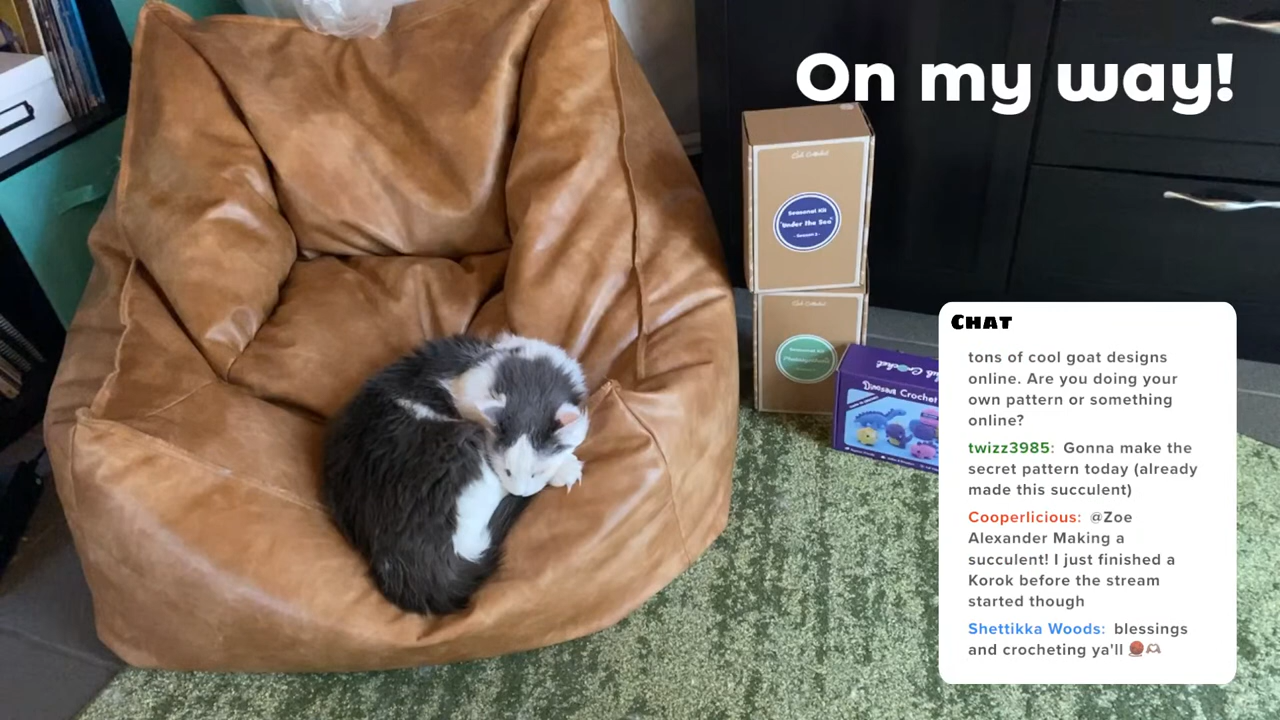 On my way!
Seasonal Kit
"Under the Sea"
- Season 2 -
Seasonal Kit
Club Crochet
Dinosaur Crochet
CHAT
tons of cool goat designs
online. Are you doing your
own pattern or something
online?
twizz3985: Gonna make the
secret pattern today (already
made this succulent)
Cooperlicious: @Zoe
Alexander Making a
succulent! I just finished a
Korok before the stream
started though
Shettikka Woods: blessings
and crocheting ya'll 🧶🫶🏽